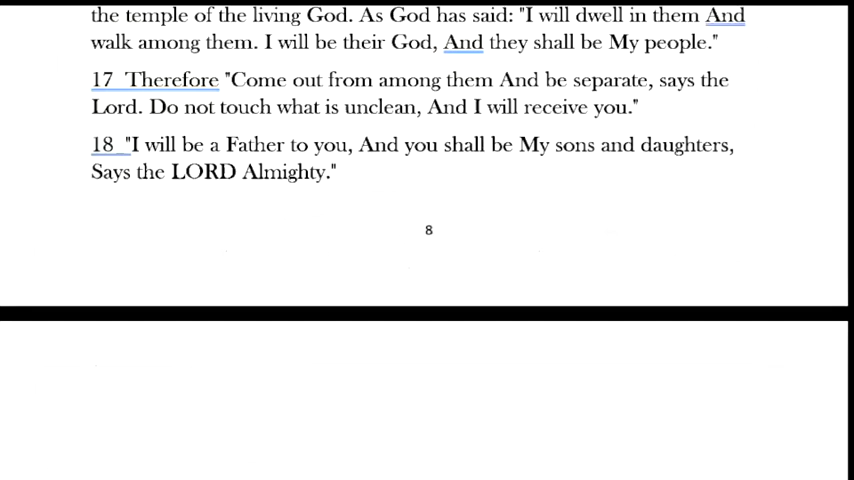 the temple of the living God. As God has said: "I will dwell in them And
walk among them. I will be their God, And they shall be My people."
17  Therefore "Come out from among them And be separate, says the
Lord. Do not touch what is unclean, And I will receive you."
18  "I will be a Father to you, And you shall be My sons and daughters,
Says the LORD Almighty."
8